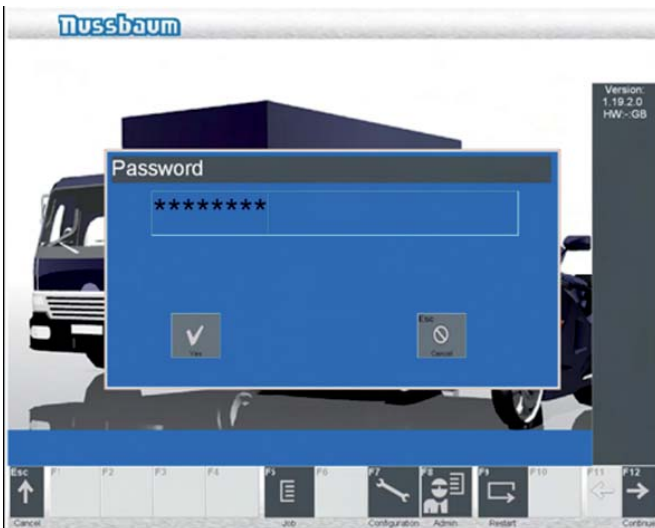 Nussbaum
Version:
1.19.2.0
HW:-:GB
Password
********
Yes
Esc
Cancel
Esc F1 F2 F3 F4 F5 F6 F7 F8 F9 F10 F11 F12
Cancel Job Configuration Admin Restart Continue